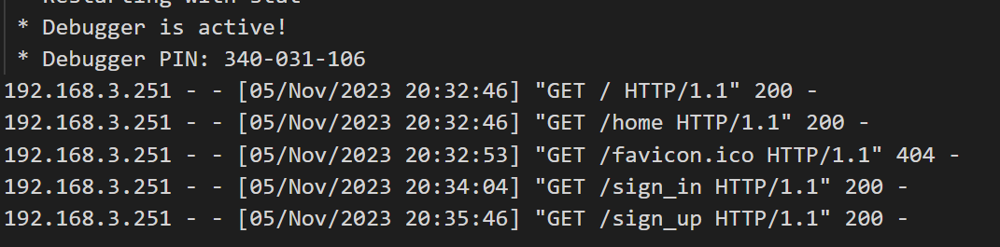 Restarting with stat
* Debugger is active!
* Debugger PIN: 340-031-106
192.168.3.251 - - [05/Nov/2023 20:32:46] "GET / HTTP/1.1" 200 -
192.168.3.251 - - [05/Nov/2023 20:32:46] "GET /home HTTP/1.1" 200 -
192.168.3.251 - - [05/Nov/2023 20:32:53] "GET /favicon.ico HTTP/1.1" 404 -
192.168.3.251 - - [05/Nov/2023 20:34:04] "GET /sign_in HTTP/1.1" 200 -
192.168.3.251 - - [05/Nov/2023 20:35:46] "GET /sign_up HTTP/1.1" 200 -